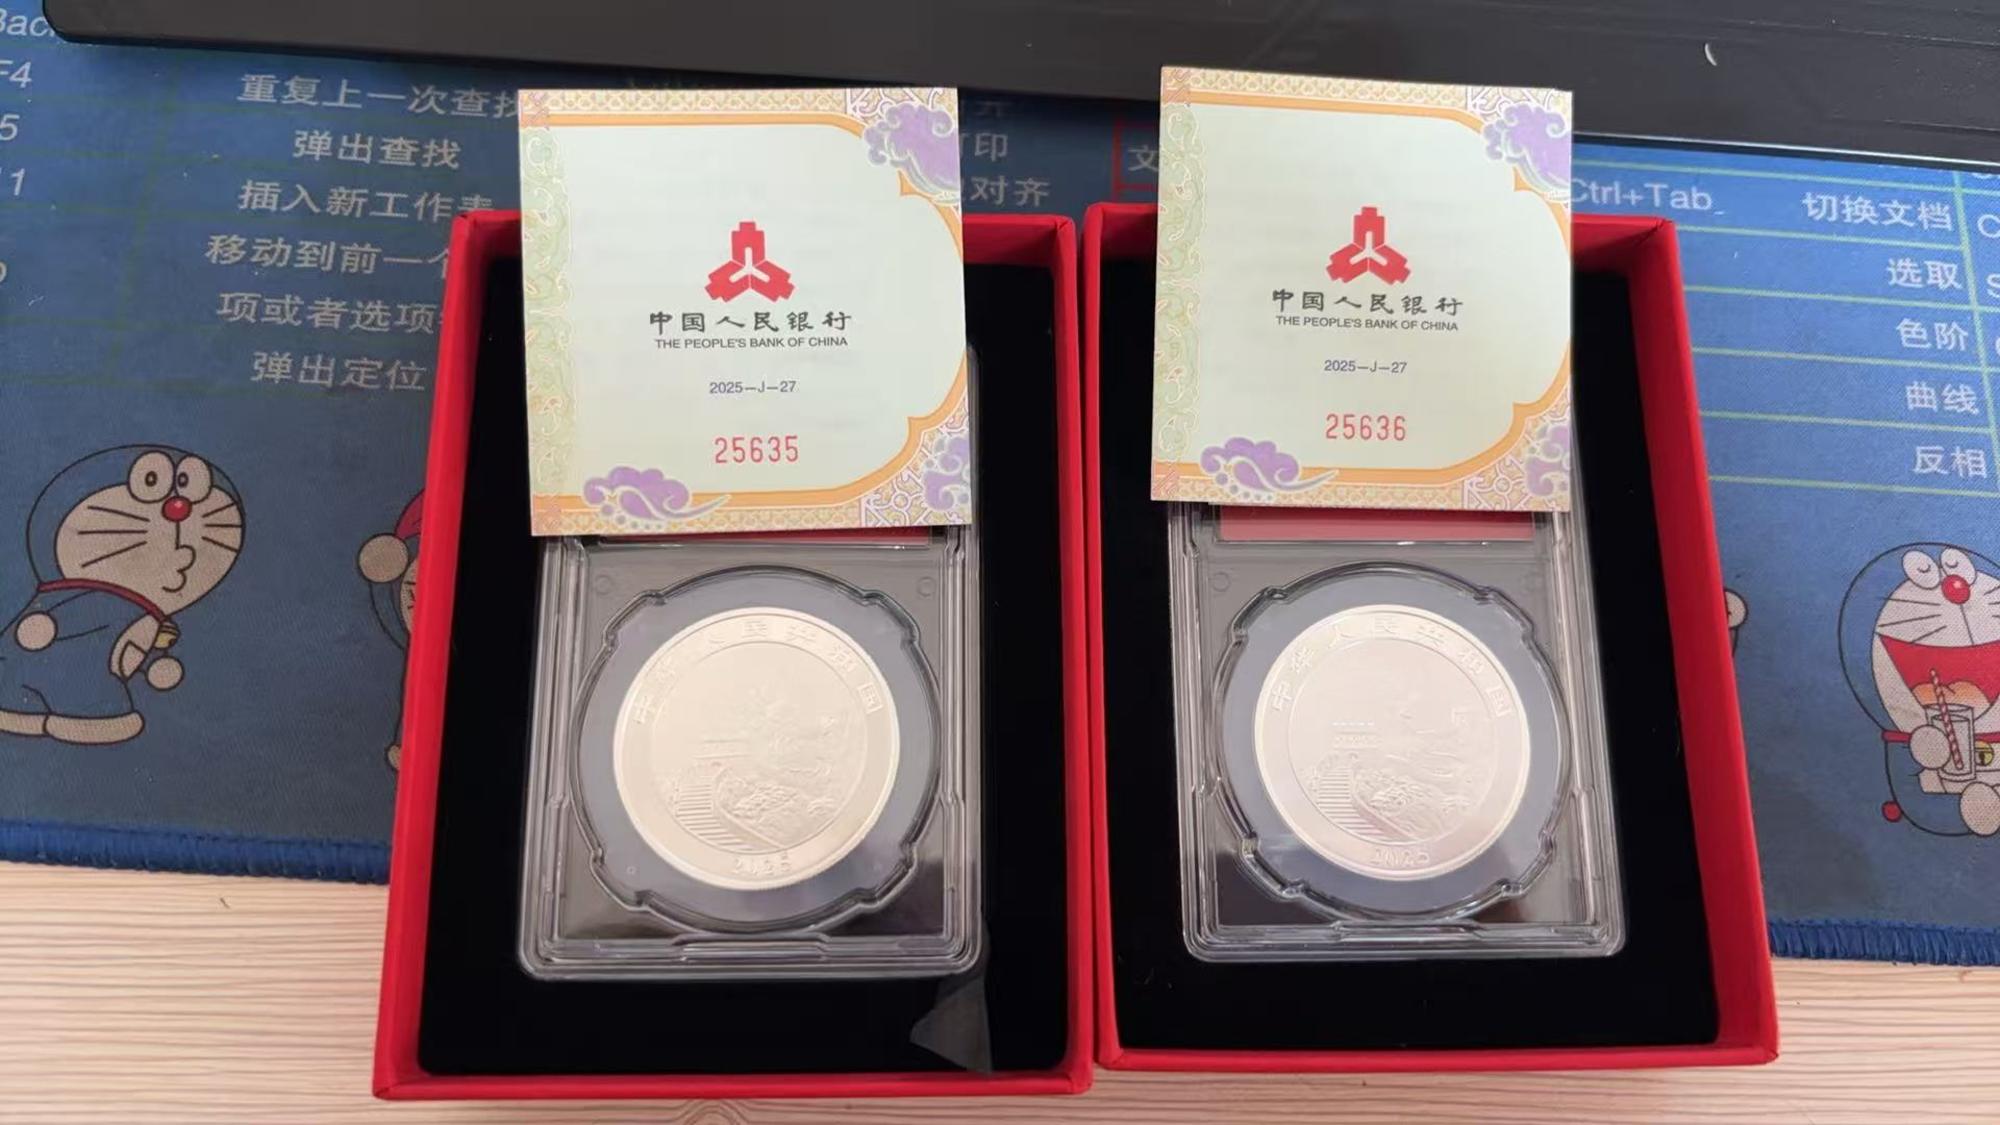 F4
重复上一次查找
弹出查找
插入新工作表
移动到前一个
项或者选项
弹出定位
印
对齐
文
Ctrl+Tab
切换文档
选取
色阶
曲线
反相
中国人民银行
THE PEOPLE'S BANK OF CHINA
2025-J-27
25635
中华人民共和国
2025
中国人民银行
THE PEOPLE'S BANK OF CHINA
2025-J-27
25636
中华人民共和国
2025